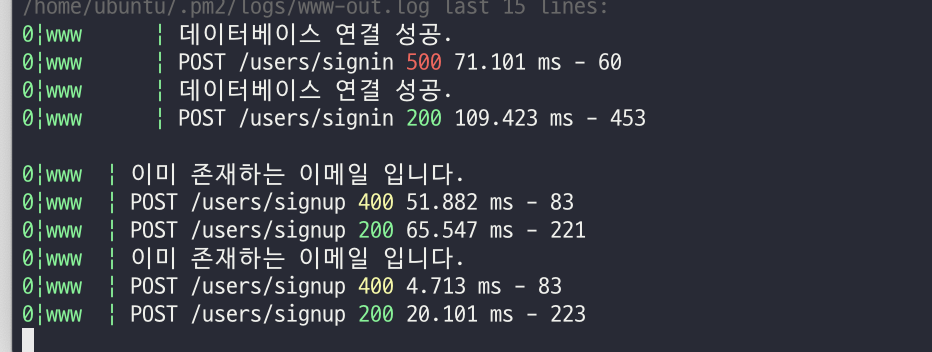 /home/ubuntu/.pm2/logs/www-out.log last 15 lines:
0|www | 데이터베이스 연결 성공.
0|www | POST /users/signin 500 71.101 ms - 60
0|www | 데이터베이스 연결 성공.
0|www | POST /users/signin 200 109.423 ms - 453
0|www | 이미 존재하는 이메일 입니다.
0|www | POST /users/signup 400 51.882 ms - 83
0|www | POST /users/signup 200 65.547 ms - 221
0|www | 이미 존재하는 이메일 입니다.
0|www | POST /users/signup 400 4.713 ms - 83
0|www | POST /users/signup 200 20.101 ms - 223